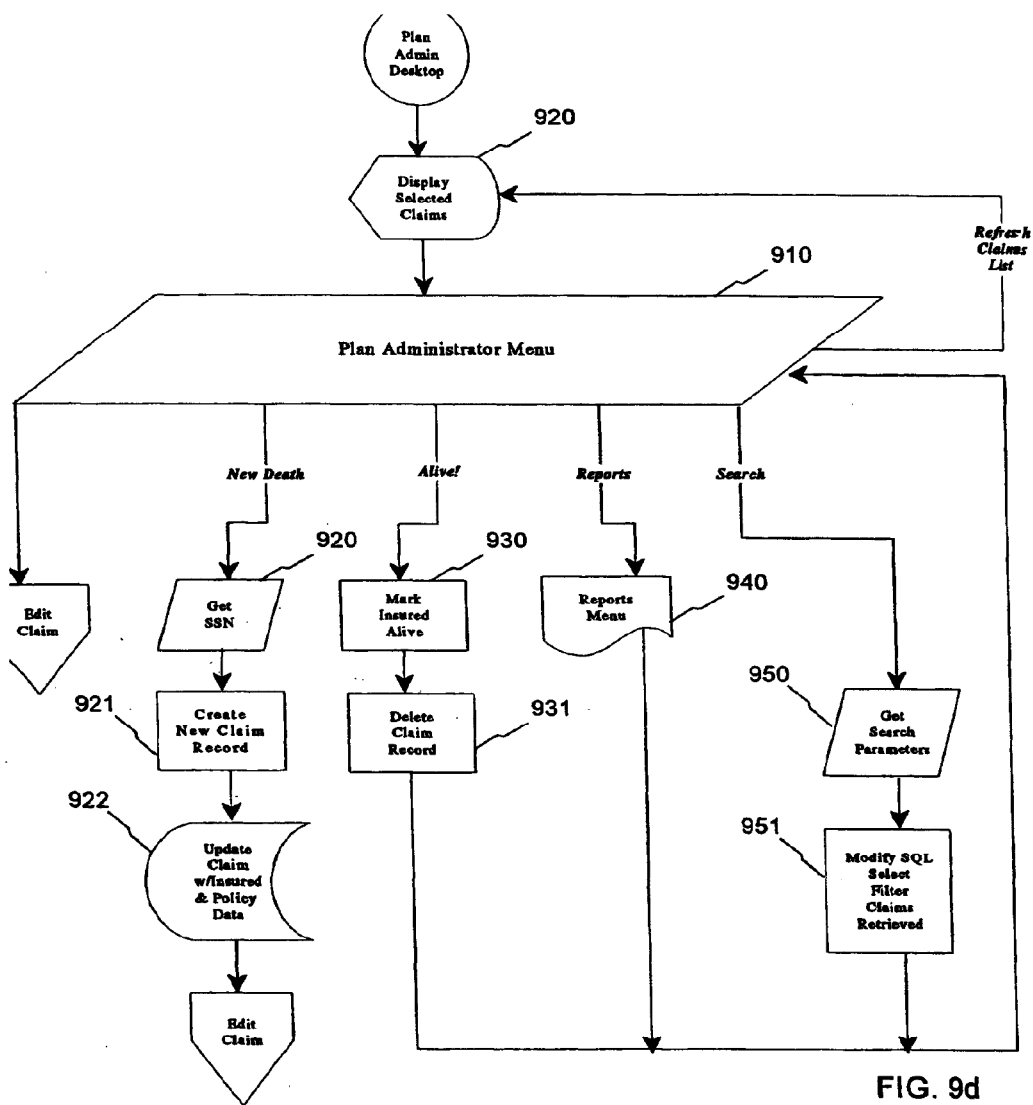 Plan
Admin
Desktop
920
Display
Selected
Claims
Refresh
Claims
List
910
Plan Administrator Menu
New Death
Alive!
Reports
Search
920
930
940
Edit
Claim
Get
SSN
Mark
Insured
Alive
Reports
Menu
921
Create
New Claim
Record
Delete
Claim
Record
931
950
Get
Search
Parameters
922
Update
Claim
w/Insured
& Policy
Data
951
Modify SQL
Select
Filter
Claims
Retrieved
Edit
Claim
FIG. 9d